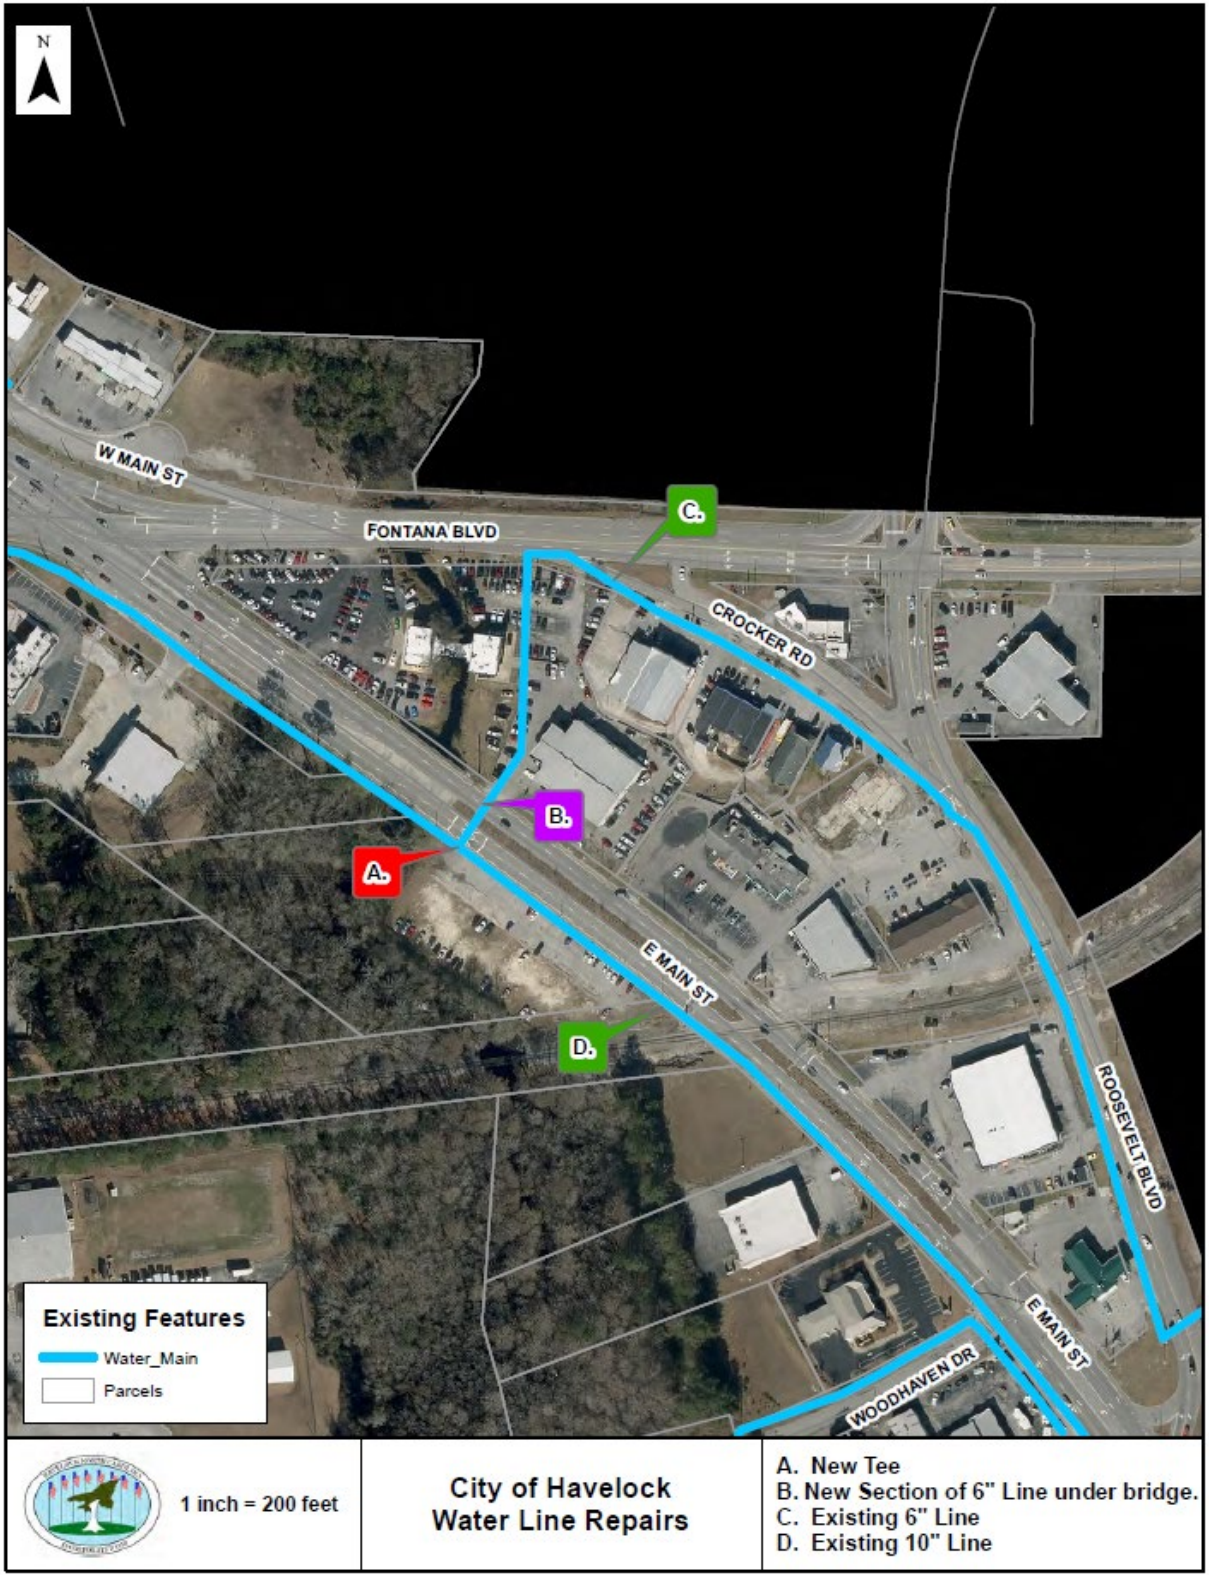 N
W MAIN ST
FONTANA BLVD
C.
CROCKER RD
B.
A.
E MAIN ST
D.
ROOSEVELT BLVD
E MAIN ST
WOODHAVEN DR
Existing Features
Water_Main
Parcels
1 inch = 200 feet
City of Havelock
Water Line Repairs
A. New Tee
B. New Section of 6" Line under bridge.
C. Existing 6" Line
D. Existing 10" Line